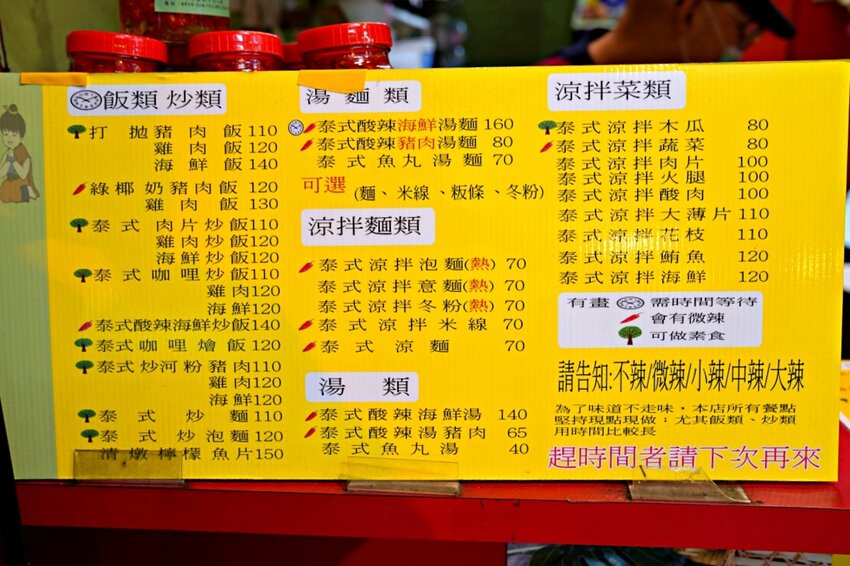 飯類 炒類
打拋豬肉飯 110
雞肉飯 120
海鮮飯 140
綠椰奶豬肉飯 120
雞肉飯 130
泰式肉片炒飯 110
雞肉炒飯 120
海鮮炒飯 120
泰式咖哩炒飯 110
雞肉 120
海鮮 120
泰式酸辣海鮮炒飯 140
泰式咖哩燴飯 120
泰式炒河粉豬肉 110
雞肉 120
海鮮 120
泰式炒麵 110
泰式炒泡麵 120
清燉檸檬魚片 150
湯麵類
泰式酸辣海鮮湯麵 160
泰式酸辣豬肉湯麵 80
泰式魚丸湯麵 70
可選 (麵、米線、粄條、冬粉)
涼拌麵類
泰式涼拌泡麵(熱) 70
泰式涼拌意麵(熱) 70
泰式涼拌冬粉(熱) 70
泰式涼拌米線 70
泰式涼麵 70
湯類
泰式酸辣海鮮湯 140
泰式酸辣湯豬肉 65
泰式魚丸湯 40
涼拌菜類
泰式涼拌木瓜 80
泰式涼拌蔬菜 80
泰式涼拌肉片 100
泰式涼拌火腿 100
泰式涼拌酸肉 100
泰式涼拌大薄片 110
泰式涼拌花枝 110
泰式涼拌鮪魚 120
泰式涼拌海鮮 120
有畫 需時間等待
會有微辣
可做素食
請告知:不辣/微辣/小辣/中辣/大辣
為了味道不走味，本店所有餐點
堅持現點現做；尤其飯類、炒類
用時間比較長
趕時間者請下次再來